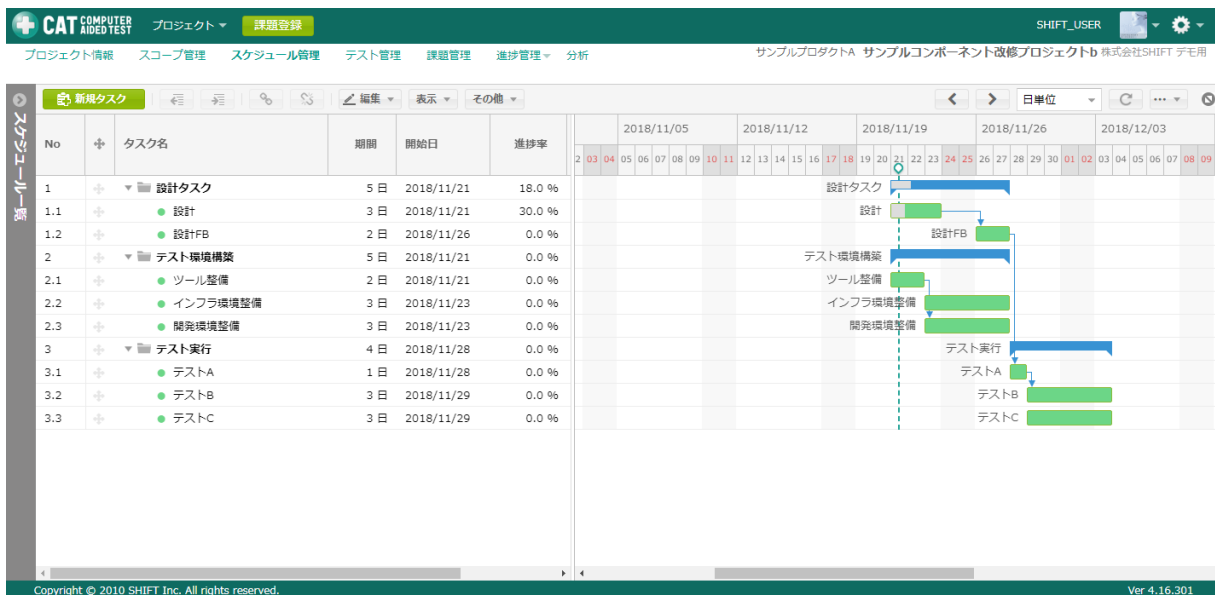 CAT COMPUTER AIDED TEST プロジェクト 課題登録 SHIFT_USER
プロジェクト情報 スコープ管理 スケジュール管理 テスト管理 課題管理 進捗管理 分析 サンプルプロダクトA サンプルコンポーネント改修プロジェクトb 株式会社SHIFT デモ用
スケジュール一覧
新規タスク 編集 表示 その他 日単位
No タスク名 期間 開始日 進捗率
2018/11/05 2018/11/12 2018/11/19 2018/11/26 2018/12/03
2 03 04 05 06 07 08 09 10 11 12 13 14 15 16 17 18 19 20 21 22 23 24 25 26 27 28 29 30 01 02 03 04 05 06 07 08 09
1 設計タスク 5 日 2018/11/21 18.0 % 設計タスク
1.1 設計 3 日 2018/11/21 30.0 % 設計
1.2 設計FB 2 日 2018/11/26 0.0 % 設計FB
2 テスト環境構築 5 日 2018/11/21 0.0 % テスト環境構築
2.1 ツール整備 2 日 2018/11/21 0.0 % ツール整備
2.2 インフラ環境整備 3 日 2018/11/23 0.0 % インフラ環境整備
2.3 開発環境整備 3 日 2018/11/23 0.0 % 開発環境整備
3 テスト実行 4 日 2018/11/28 0.0 % テスト実行
3.1 テストA 1 日 2018/11/28 0.0 % テストA
3.2 テストB 3 日 2018/11/29 0.0 % テストB
3.3 テストC 3 日 2018/11/29 0.0 % テストC
Copyright © 2010 SHIFT Inc. All rights reserved. Ver 4.16.301